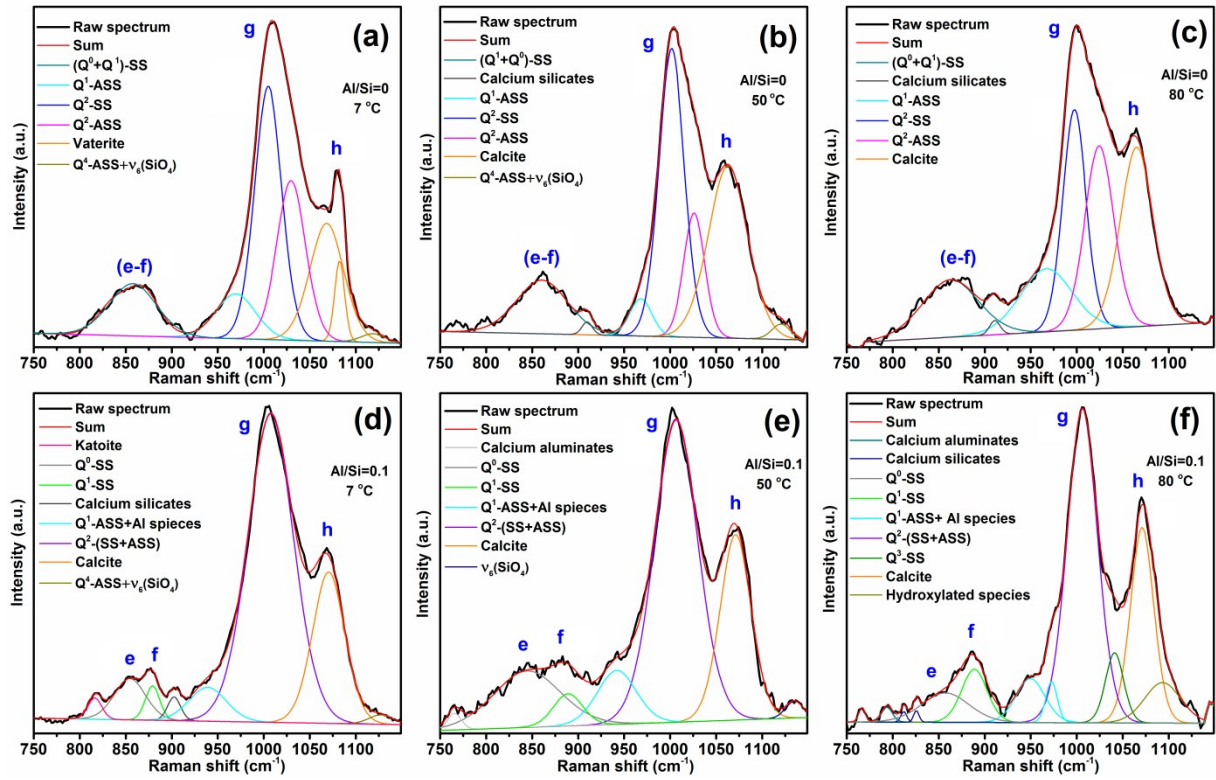 (a)
g
h
(e-f)
Raw spectrum
Sum
(Q⁰+Q¹)-SS
Q¹-ASS
Q²-SS
Q²-ASS
Vaterite
Q⁴-ASS+ν₆(SiO₄)
Al/Si=0
7 °C
Intensity (a.u.)
750 800 850 900 950 1000 1050 1100
Raman shift (cm⁻¹)
(b)
g
h
(e-f)
Raw spectrum
Sum
(Q¹+Q⁰)-SS
Calcium silicates
Q¹-ASS
Q²-SS
Q²-ASS
Calcite
Q⁴-ASS+ν₆(SiO₄)
Al/Si=0
50 °C
Intensity (a.u.)
750 800 850 900 950 1000 1050 1100 1150
Raman shift (cm⁻¹)
(c)
g
h
(e-f)
Raw spectrum
Sum
(Q⁰+Q¹)-SS
Calcium silicates
Q¹-ASS
Q²-SS
Q²-ASS
Calcite
Al/Si=0
80 °C
Intensity (a.u.)
750 800 850 900 950 1000 1050 1100
Raman shift (cm⁻¹)
(d)
g
h
e
f
Raw spectrum
Sum
Katoite
Q⁰-SS
Q¹-SS
Calcium silicates
Q¹-ASS+Al spieces
Q²-(SS+ASS)
Calcite
Q⁴-ASS+ν₆(SiO₄)
Al/Si=0.1
7 °C
Intensity (a.u.)
750 800 850 900 950 1000 1050 1100
Raman shift (cm⁻¹)
(e)
g
h
e
f
Raw spectrum
Sum
Calcium aluminates
Q⁰-SS
Q¹-SS
Q¹-ASS+Al species
Q²-(SS+ASS)
Calcite
ν₆(SiO₄)
Al/Si=0.1
50 °C
Intensity (a.u.)
750 800 850 900 950 1000 1050 1100 1150
Raman shift (cm⁻¹)
(f)
g
h
e
f
Raw spectrum
Sum
Calcium aluminates
Calcium silicates
Q⁰-SS
Q¹-SS
Q¹-ASS+ Al species
Q²-(SS+ASS)
Q³-SS
Calcite
Hydroxylated species
Al/Si=0.1
80 °C
Intensity (a.u.)
750 800 850 900 950 1000 1050 1100 1150
Raman shift (cm⁻¹)